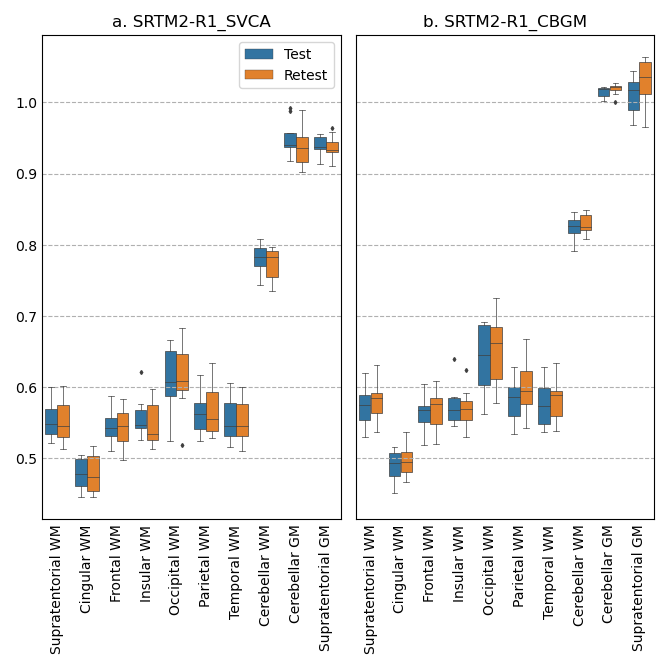 a. SRTM2-R1_SVCA
b. SRTM2-R1_CBGM
Test
Retest
1.0
0.9
0.8
0.7
0.6
0.5
Supratentorial WM
Cingular WM
Frontal WM
Insular WM
Occipital WM
Parietal WM
Temporal WM
Cerebellar WM
Cerebellar GM
Supratentorial GM
Supratentorial WM
Cingular WM
Frontal WM
Insular WM
Occipital WM
Parietal WM
Temporal WM
Cerebellar WM
Cerebellar GM
Supratentorial GM